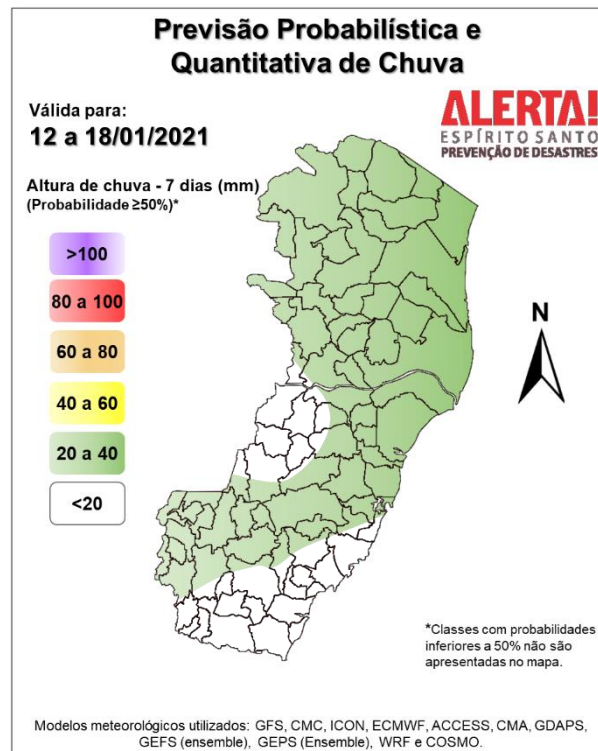 Previsão Probabilística e
Quantitativa de Chuva
Válida para:
12 a 18/01/2021
ALERTA!
ESPÍRITO SANTO
PREVENÇÃO DE DESASTRES
Altura de chuva - 7 dias (mm)
(Probabilidade ≥50%)*
>100
80 a 100
60 a 80
40 a 60
20 a 40
<20
N
*Classes com probabilidades
inferiores a 50% não são
apresentadas no mapa.
Modelos meteorológicos utilizados: GFS, CMC, ICON, ECMWF, ACCESS, CMA, GDAPS,
GEFS (ensemble), GEPS (Ensemble), WRF e COSMO.